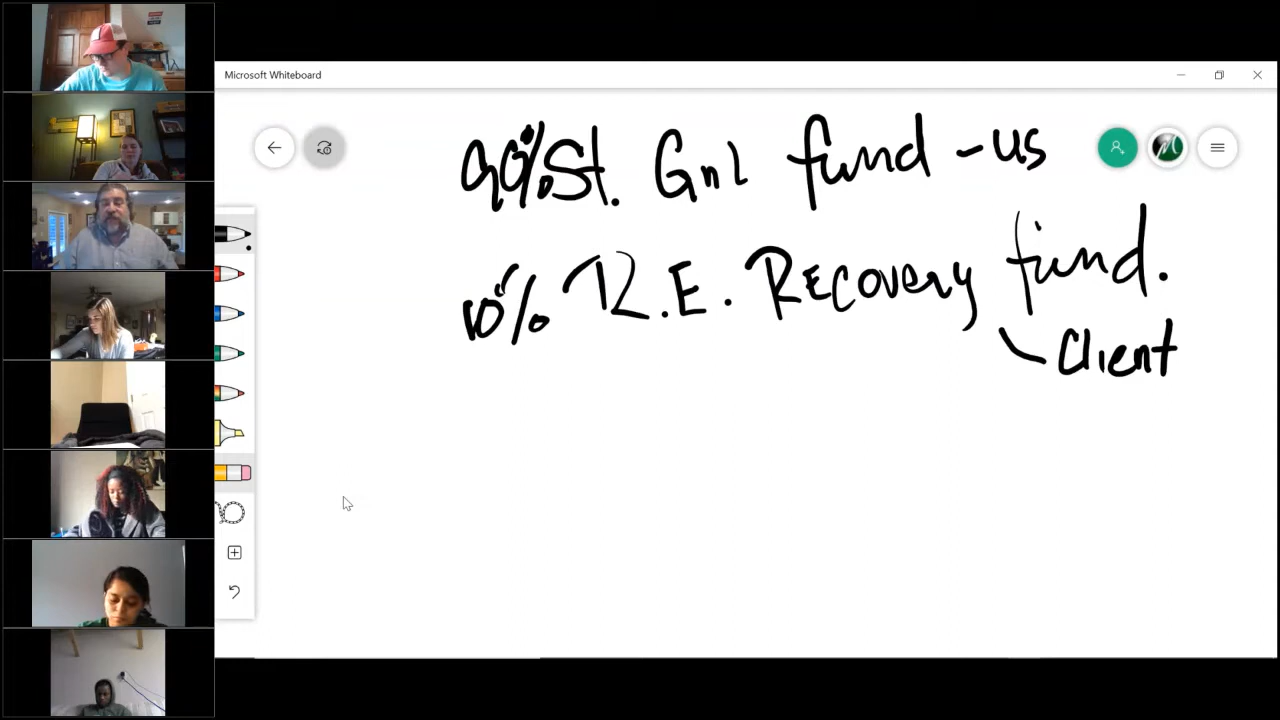 Microsoft Whiteboard
90% St. Gnl fund - us
10% R.E. Recovery fund.
- Client